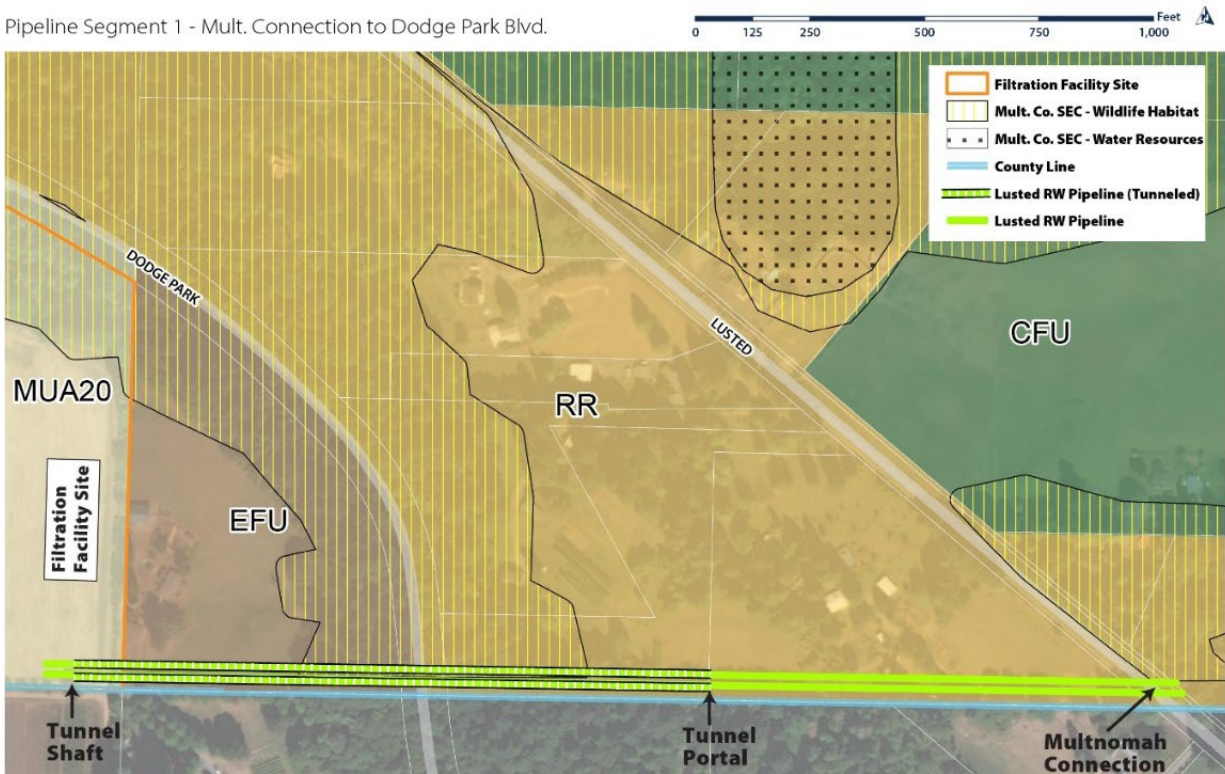 Pipeline Segment 1 - Mult. Connection to Dodge Park Blvd.
Feet
0 125 250 500 750 1,000
Filtration Facility Site
Mult. Co. SEC - Wildlife Habitat
Mult. Co. SEC - Water Resources
County Line
Lusted RW Pipeline (Tunneled)
Lusted RW Pipeline
DODGE PARK
LUSTED
CFU
MUA20
RR
Filtration
Facility Site
EFU
Tunnel
Shaft
Tunnel
Portal
Multnomah
Connection